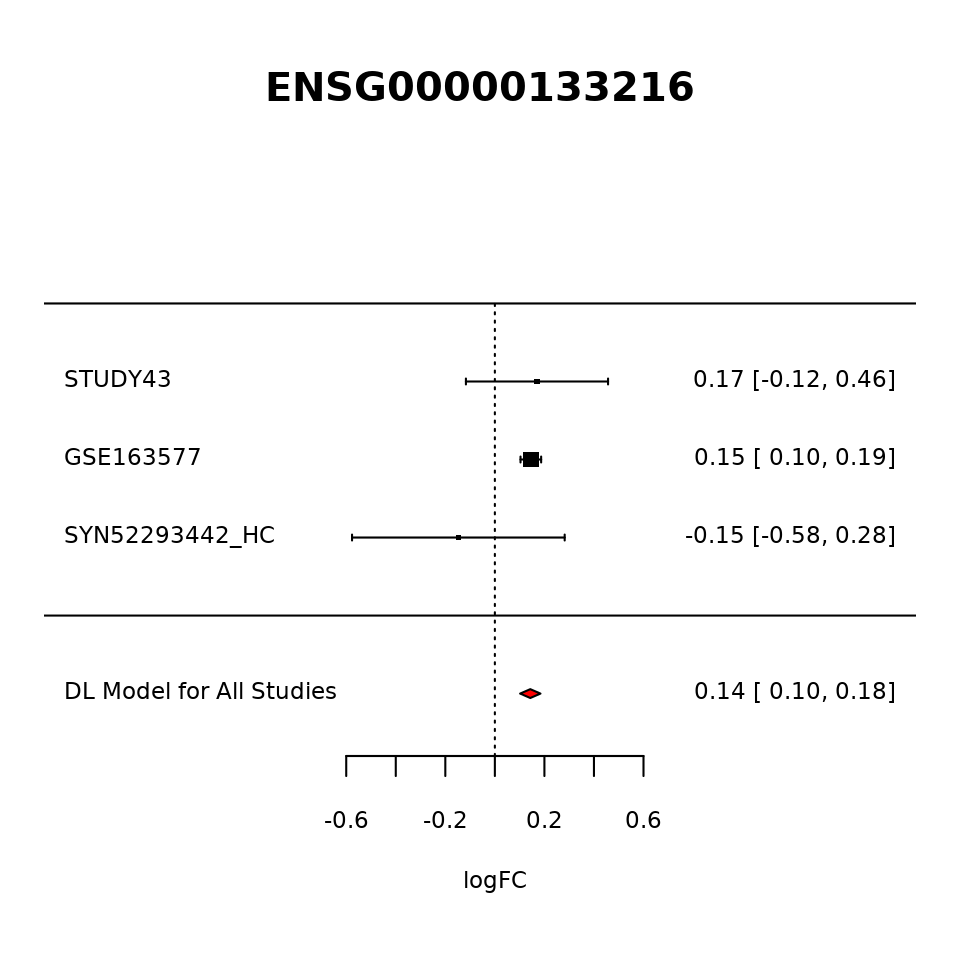 ENSG00000133216
STUDY43 0.17 [-0.12, 0.46]
GSE163577 0.15 [ 0.10, 0.19]
SYN52293442_HC -0.15 [-0.58, 0.28]
DL Model for All Studies 0.14 [ 0.10, 0.18]
-0.6 -0.2 0.2 0.6
logFC